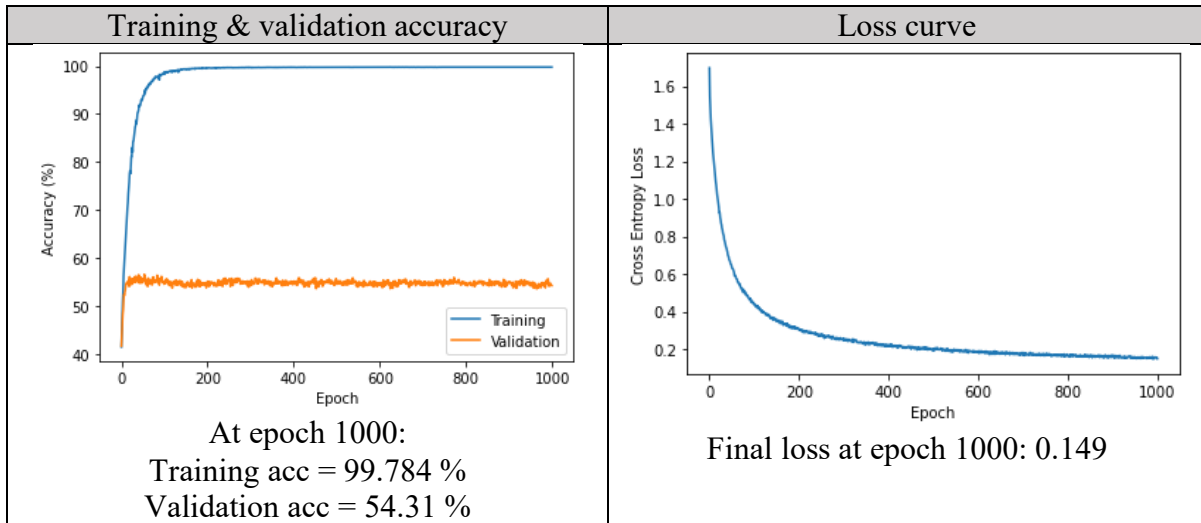 Training & validation accuracy
Loss curve
100
90
80
70
60
50
40
Accuracy (%)
Training
Validation
0 200 400 600 800 1000
Epoch
At epoch 1000:
Training acc = 99.784 %
Validation acc = 54.31 %
1.6
1.4
1.2
1.0
0.8
0.6
0.4
0.2
Cross Entropy Loss
0 200 400 600 800 1000
Epoch
Final loss at epoch 1000: 0.149